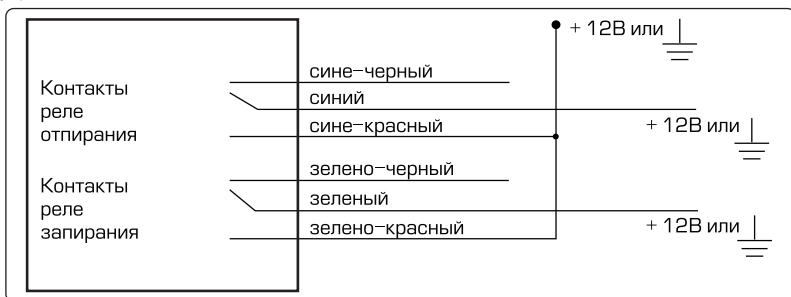 + 12В или
сине-черный
Контакты
реле
отпирания
синий
сине-красный
+ 12В или
зелено-черный
Контакты
реле
запирания
зеленый
зелено-красный
+ 12В или